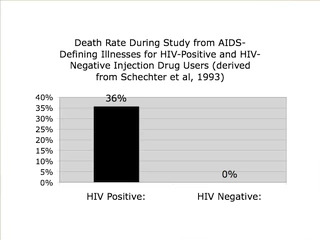 Death Rate During Study from AIDS-
Defining Illnesses for HIV-Positive and HIV-
Negative Injection Drug Users (derived
from Schechter et al, 1993)
40%
35%
30%
25%
20%
15%
10%
5%
0%
36%
0%
HIV Positive:
HIV Negative: